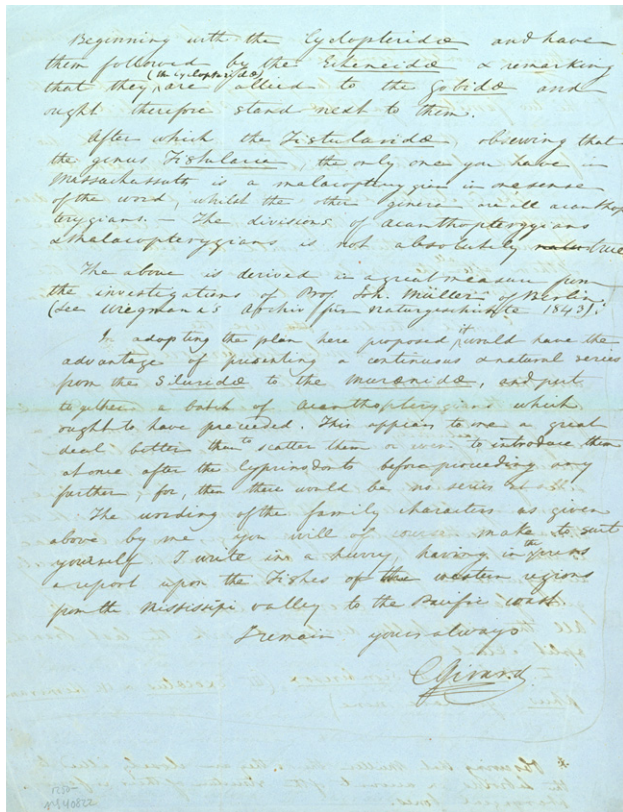 Beginning with the Cyclopteridæ and have
them followed by the Echeneidæ & remarking
that they (the Cyclopteridæ) are allied to the Gobidæ and
ought therefore stand next to them.
After which the Fistularidæ, observing that
the genus Fistularia, the only one you have in
Massachusetts is a malacopterygian in one sense
of the word, whilst the other genera are all acanthop
terygians. — The divisions of acanthopterygians
& Malacopterygians is not absolutely true
The above is derived in a great measure from
the investigations of Prof. Joh. Müller of Berlin
(See Wiegmann's Archiv für Naturgeschichte 1843).
In adopting the plan here proposed, it would have the
advantage of presenting a continuous & natural series
from the Siluridæ to the Murænidæ, and put
together a batch of acanthopterygians which
ought to have preceeded. This appears to me a great
deal better than to scatter them or even to introduce them
at once after the Cyprinodonts before proceeding any
further, for, then there would be no series at all.
The wording of the family characters as given
above by me, you will of course make to suit
yourself. I write in a hurry, having in the press
a report upon the Fishes of the western regions
from the Mississipi valley to the Pacific coast
I remain yours always
C Girard